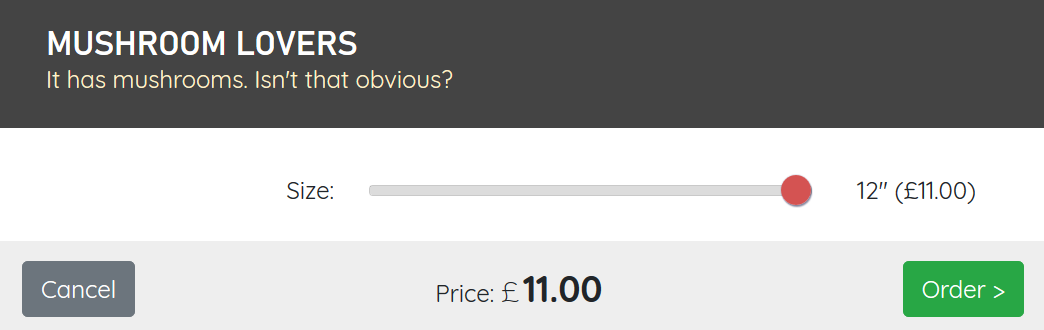 MUSHROOM LOVERS
It has mushrooms. Isn't that obvious?
Size: 12" (£11.00)
Cancel Price: £11.00 Order >